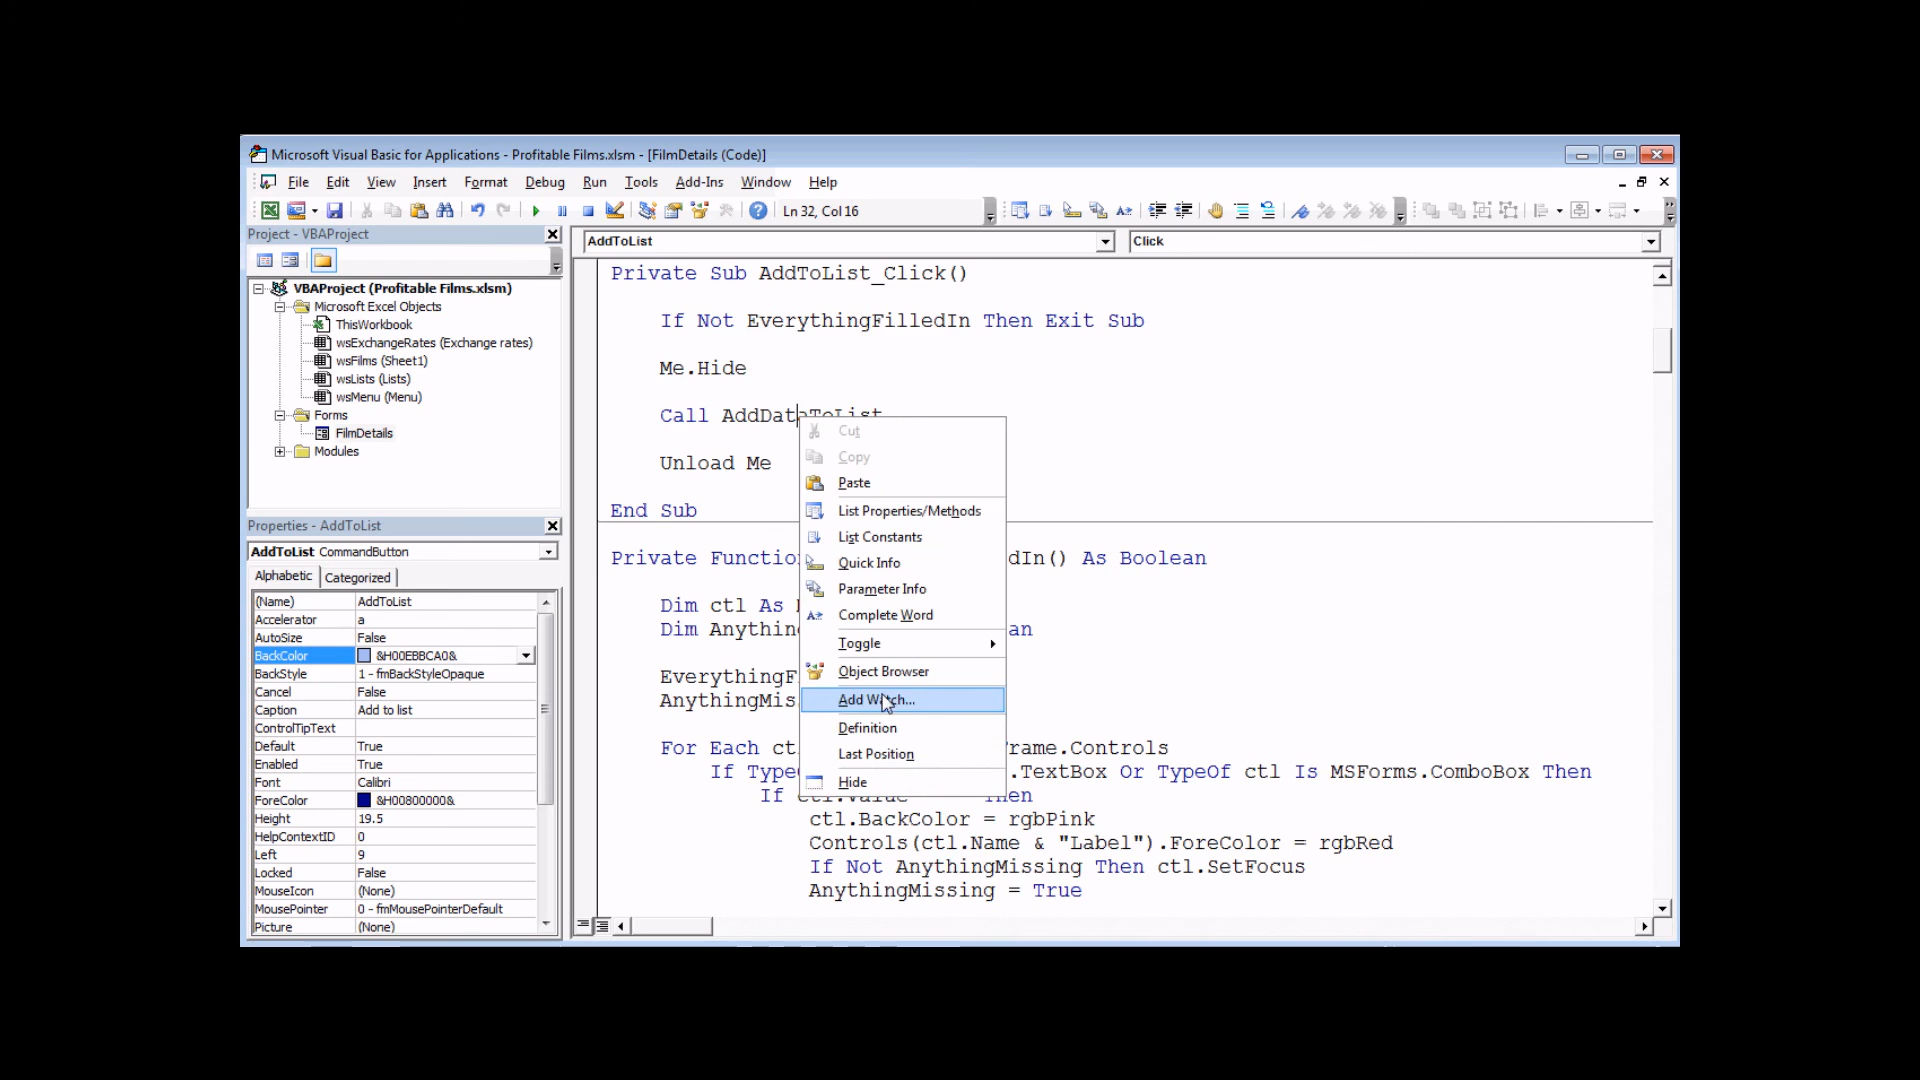 Microsoft Visual Basic for Applications - Profitable Films.xlsm - [FilmDetails (Code)]
File Edit View Insert Format Debug Run Tools Add-Ins Window Help
Ln 32, Col 16
Project - VBAProject
AddToList Click
VBAProject (Profitable Films.xlsm)
Microsoft Excel Objects
ThisWorkbook
wsExchangeRates (Exchange rates)
wsFilms (Sheet1)
wsLists (Lists)
wsMenu (Menu)
Forms
FilmDetails
Modules
Properties - AddToList
AddToList CommandButton
Alphabetic Categorized
(Name) AddToList
Accelerator a
AutoSize False
BackColor &H00EBBCA0&
BackStyle 1 - fmBackStyleOpaque
Cancel False
Caption Add to list
ControlTipText
Default True
Enabled True
Font Calibri
ForeColor &H00800000&
Height 19.5
HelpContextID 0
Left 9
Locked False
MouseIcon (None)
MousePointer 0 - fmMousePointerDefault
Picture (None)
Private Sub AddToList_Click()
If Not EverythingFilledIn Then Exit Sub
Me.Hide
Call AddDataToList
Unload Me
End Sub
Private Functio dIn() As Boolean
Dim ctl As
Dim Anythin an
EverythingF
AnythingMis
For Each ct rame.Controls
If Type .TextBox Or TypeOf ctl Is MSForms.ComboBox Then
If ctl.Value Then
ctl.BackColor = rgbPink
Controls(ctl.Name & "Label").ForeColor = rgbRed
If Not AnythingMissing Then ctl.SetFocus
AnythingMissing = True
Cut
Copy
Paste
List Properties/Methods
List Constants
Quick Info
Parameter Info
Complete Word
Toggle
Object Browser
Add Watch...
Definition
Last Position
Hide